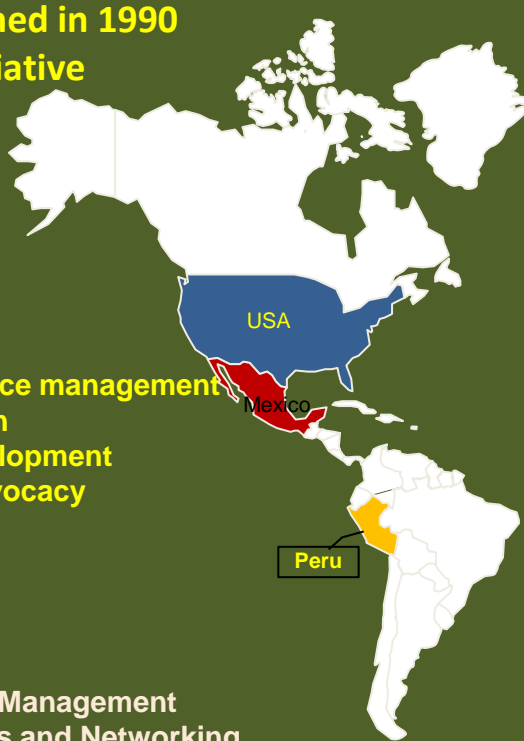 ned in 1990
iative
USA
ce management
Mexico
n
lopment
vocacy
Peru
Management
s and Networking